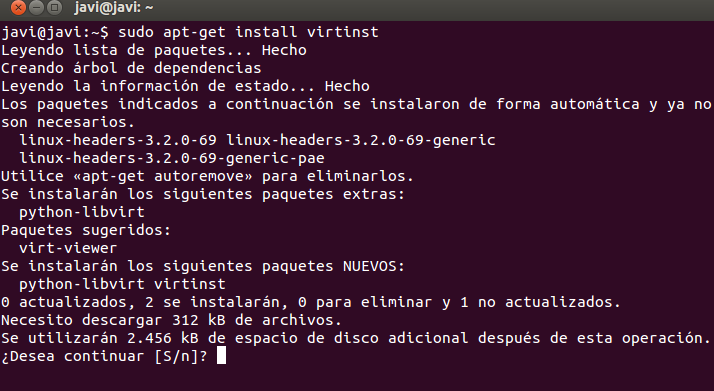 javi@javi: ~
javi@javi:~$ sudo apt-get install virtinst
Leyendo lista de paquetes... Hecho
Creando árbol de dependencias
Leyendo la información de estado... Hecho
Los paquetes indicados a continuación se instalaron de forma automática y ya no
son necesarios.
  linux-headers-3.2.0-69 linux-headers-3.2.0-69-generic
  linux-headers-3.2.0-69-generic-pae
Utilice «apt-get autoremove» para eliminarlos.
Se instalarán los siguientes paquetes extras:
  python-libvirt
Paquetes sugeridos:
  virt-viewer
Se instalarán los siguientes paquetes NUEVOS:
  python-libvirt virtinst
0 actualizados, 2 se instalarán, 0 para eliminar y 1 no actualizados.
Necesito descargar 312 kB de archivos.
Se utilizarán 2.456 kB de espacio de disco adicional después de esta operación.
¿Desea continuar [S/n]?